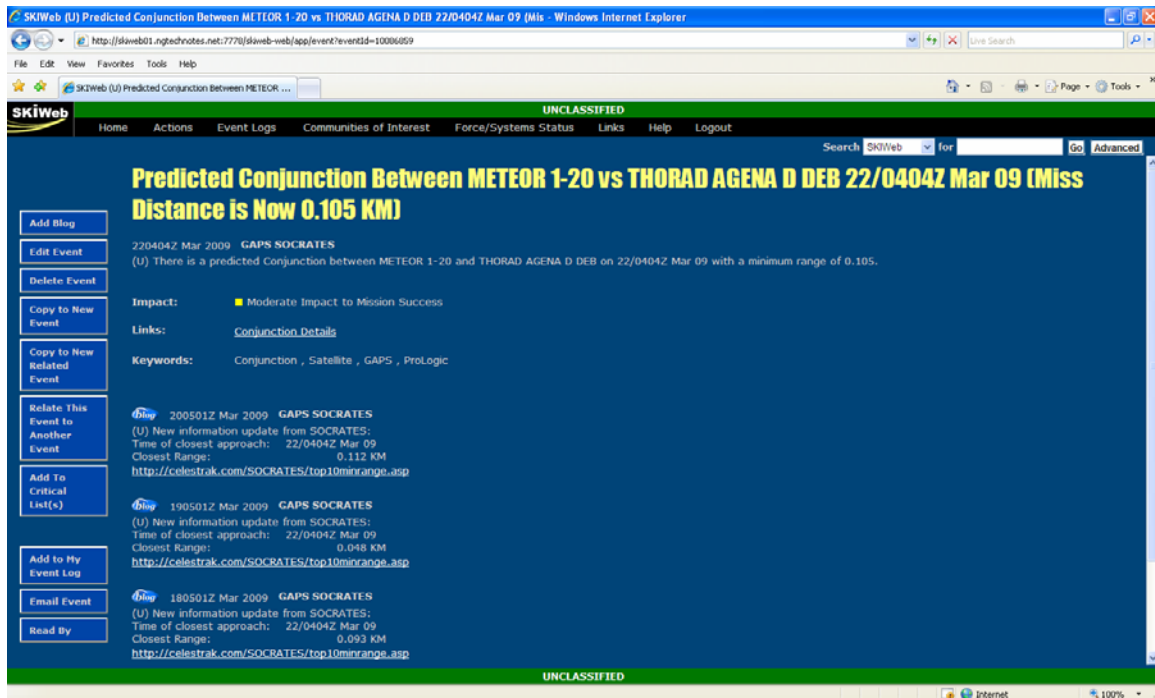 SKIWeb (U) Predicted Conjunction Between METEOR 1-20 vs THORAD AGENA D DEB 22/0404Z Mar 09 (Mis - Windows Internet Explorer
http://skiweb01.ngtechnotes.net:7778/skiweb-web/app/event?eventId=10086859
Live Search
File Edit View Favorites Tools Help
SKIWeb (U) Predicted Conjunction Between METEOR ...
Page Tools
SKIWeb
UNCLASSIFIED
Home Actions Event Logs Communities of Interest Force/Systems Status Links Help Logout
Search SKIWeb for Go Advanced
Predicted Conjunction Between METEOR 1-20 vs THORAD AGENA D DEB 22/0404Z Mar 09 (Miss
Distance is Now 0.105 KM)
Add Blog
Edit Event
Delete Event
Copy to New
Event
Copy to New
Related
Event
Relate This
Event to
Another
Event
Add To
Critical
List(s)
Add to My
Event Log
Email Event
Read By
220404Z Mar 2009 GAPS SOCRATES
(U) There is a predicted Conjunction between METEOR 1-20 and THORAD AGENA D DEB on 22/0404Z Mar 09 with a minimum range of 0.105.
Impact: Moderate Impact to Mission Success
Links: Conjunction Details
Keywords: Conjunction , Satellite , GAPS , ProLogic
blog 200501Z Mar 2009 GAPS SOCRATES
(U) New information update from SOCRATES:
Time of closest approach: 22/0404Z Mar 09
Closest Range: 0.112 KM
http://celestrak.com/SOCRATES/top10minrange.asp
blog 190501Z Mar 2009 GAPS SOCRATES
(U) New information update from SOCRATES:
Time of closest approach: 22/0404Z Mar 09
Closest Range: 0.048 KM
http://celestrak.com/SOCRATES/top10minrange.asp
blog 180501Z Mar 2009 GAPS SOCRATES
(U) New information update from SOCRATES:
Time of closest approach: 22/0404Z Mar 09
Closest Range: 0.093 KM
http://celestrak.com/SOCRATES/top10minrange.asp
UNCLASSIFIED
Internet 100%